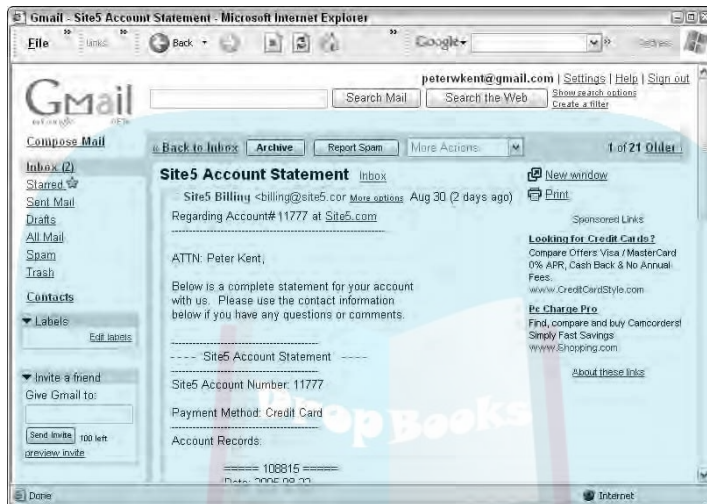 Gmail - Site5 Account Statement - Microsoft Internet Explorer
File Links Back Google
peterwkent@gmail.com | Settings | Help | Sign out
GMail Search Mail Search the Web Show search options
Create a filter
Compose Mail
Inbox (2)
Starred
Sent Mail
Drafts
All Mail
Spam
Trash
Contacts
Labels
Edit labels
Invite a friend
Give Gmail to:
Send Invite 100 left
preview invite
« Back to Inbox Archive Report Spam More Actions 1 of 21 Older
Site5 Account Statement Inbox
Site5 Billing <billing@site5.cor More options Aug 30 (2 days ago)
Regarding Account# 11777 at Site5.com
ATTN: Peter Kent,
Below is a complete statement for your account
with us. Please use the contact information
below if you have any questions or comments.
---- Site5 Account Statement ----
Site5 Account Number: 11777
Payment Method: Credit Card
Account Records:
===== 108815 =====
New window
Print
Sponsored Links
Looking for Credit Cards?
Compare Offers Visa / MasterCard
0% APR, Cash Back & No Annual
Fees.
www.CreditCardStyle.com
Pc Charge Pro
Find, compare and buy Camcorders!
Simply Fast Savings
www.Shopping.com
About these links
DropBooks
Done Internet